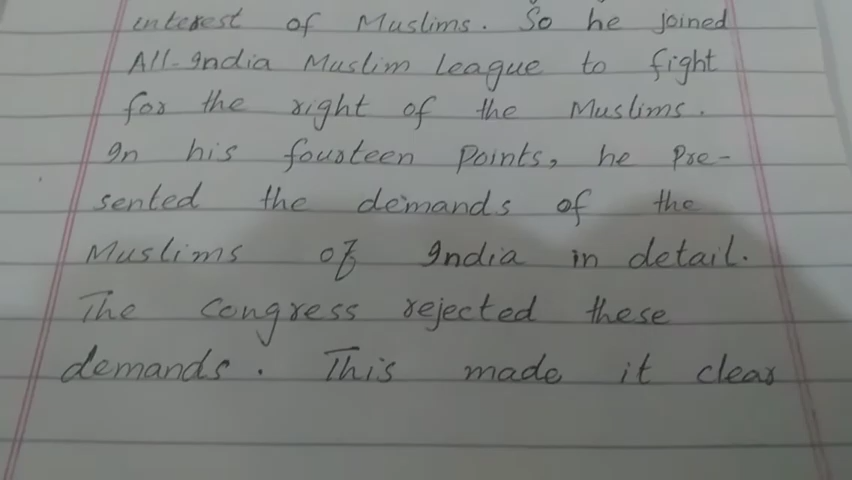 interest of Muslims. So he joined
All-India Muslim League to fight
for the right of the Muslims.
In his fourteen Points, he Pre-
sented the demands of the
Muslims of India in detail.
The Congress rejected these
demands. This made it clear